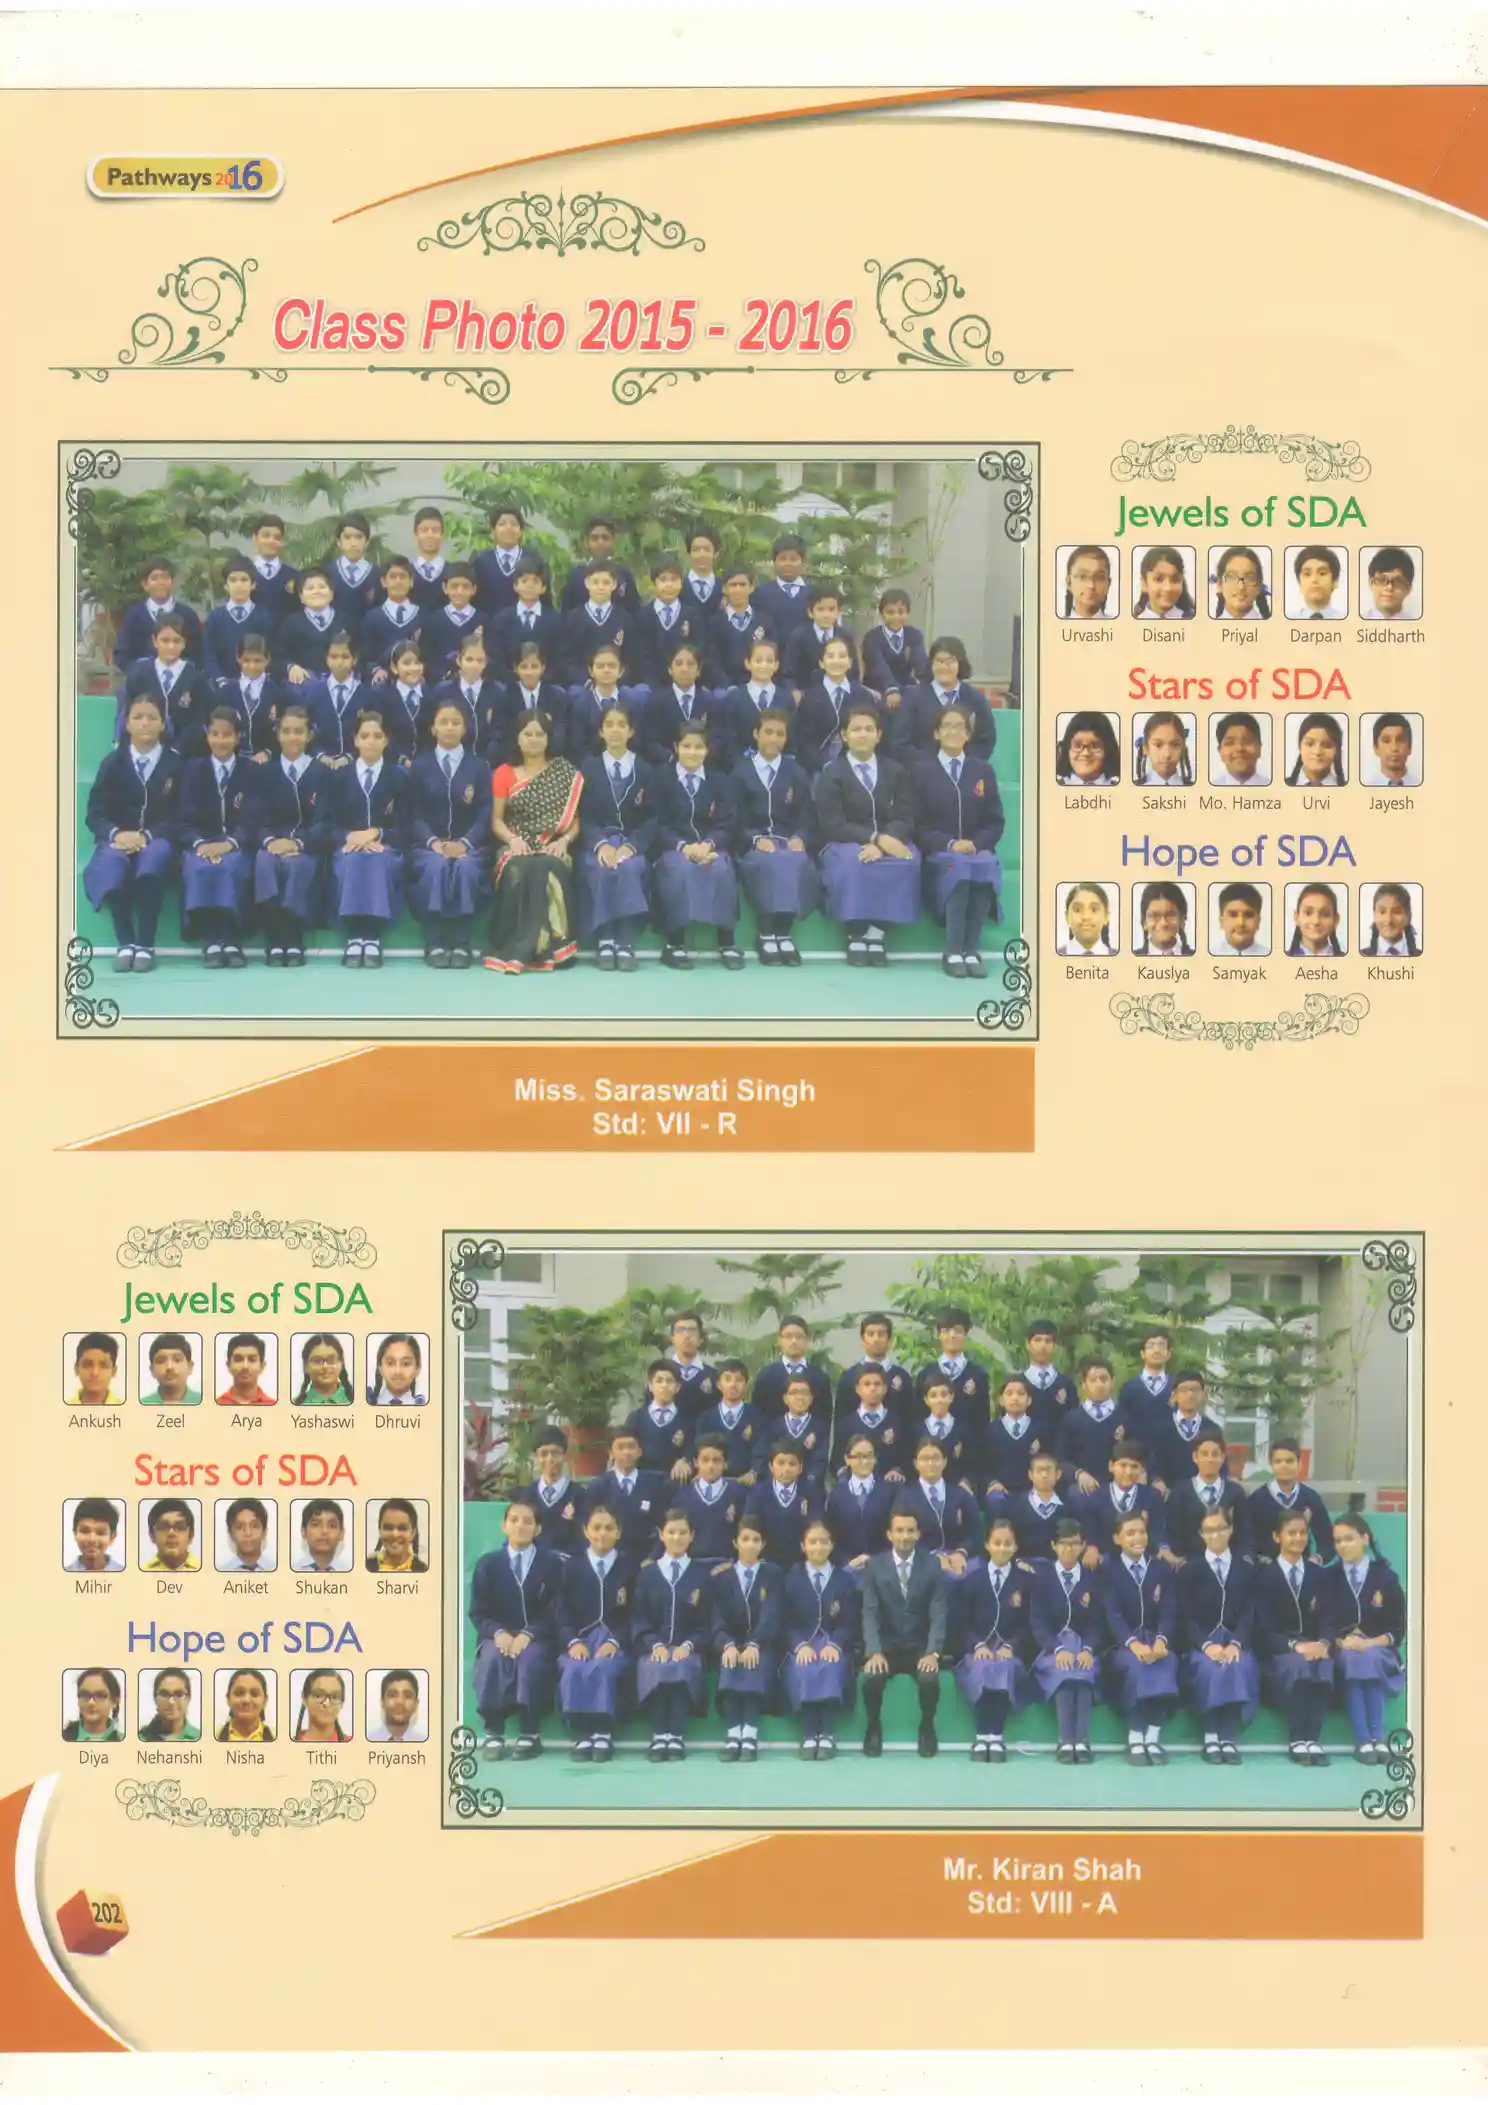 Pathways 2016
Class Photo 2015 - 2016
Jewels of SDA
Urvashi Disani Priyal Darpan Siddharth
Stars of SDA
Labdhi Sakshi Mo. Hamza Urvi Jayesh
Hope of SDA
Benita Kauslya Samyak Aesha Khushi
Miss. Saraswati Singh
Std: VII - R
Jewels of SDA
Ankush Zeel Arya Yashaswi Dhruvi
Stars of SDA
Mihir Dev Aniket Shukan Sharvi
Hope of SDA
Diya Nehanshi Nisha Tithi Priyansh
Mr. Kiran Shah
Std: VIII - A
202